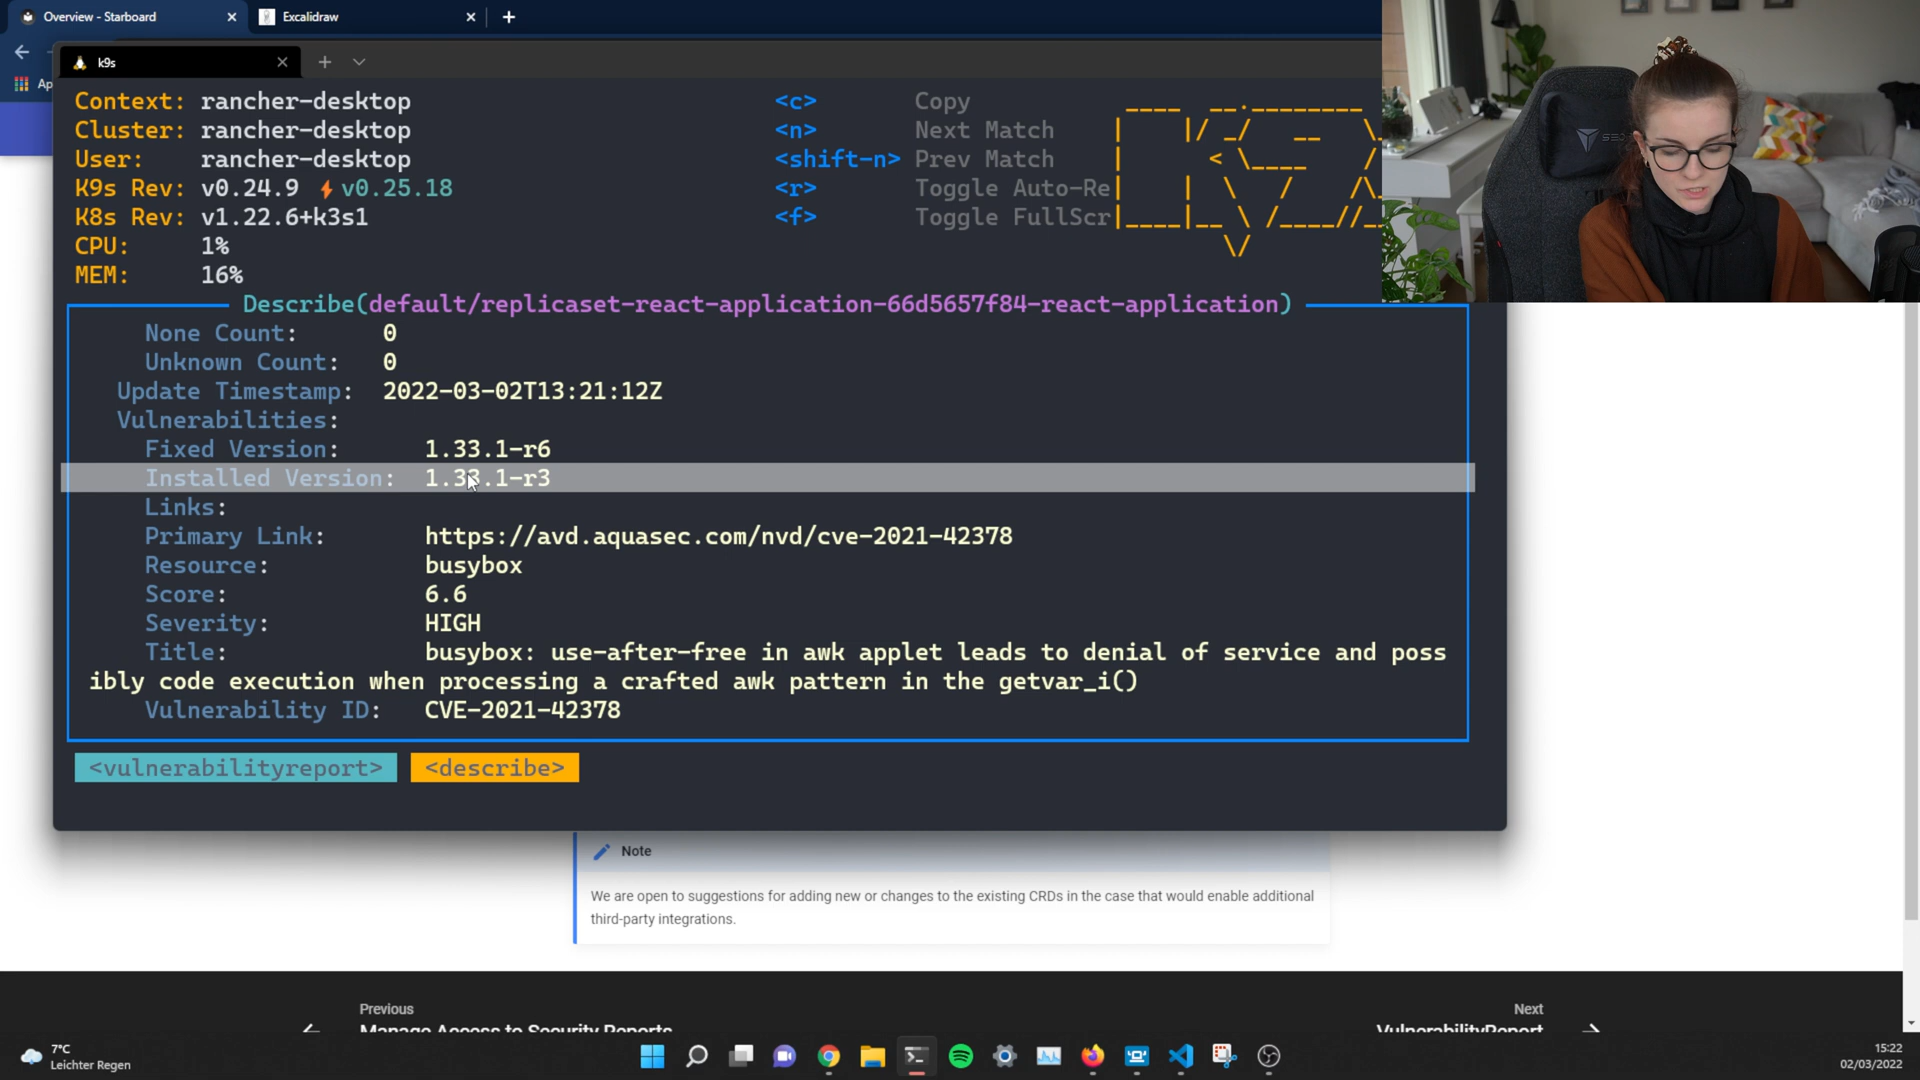 Overview - Starboard
Excalidraw
k9s
Ap
Context: rancher-desktop
Cluster: rancher-desktop
User: rancher-desktop
K9s Rev: v0.24.9 ⚡v0.25.18
K8s Rev: v1.22.6+k3s1
CPU: 1%
MEM: 16%
<c> Copy
<n> Next Match
<shift-n> Prev Match
<r> Toggle Auto-Re
<f> Toggle FullScr
Describe(default/replicaset-react-application-66d5657f84-react-application)
None Count: 0
Unknown Count: 0
Update Timestamp: 2022-03-02T13:21:12Z
Vulnerabilities:
Fixed Version: 1.33.1-r6
Installed Version: 1.33.1-r3
Links:
Primary Link: https://avd.aquasec.com/nvd/cve-2021-42378
Resource: busybox
Score: 6.6
Severity: HIGH
Title: busybox: use-after-free in awk applet leads to denial of service and poss
ibly code execution when processing a crafted awk pattern in the getvar_i()
Vulnerability ID: CVE-2021-42378
<vulnerabilityreport> <describe>
Note
We are open to suggestions for adding new or changes to the existing CRDs in the case that would enable additional
third-party integrations.
Previous
Manage Access to Security Reports
Next
VulnerabilityReport
7°C
Leichter Regen
15:22
02/03/2022